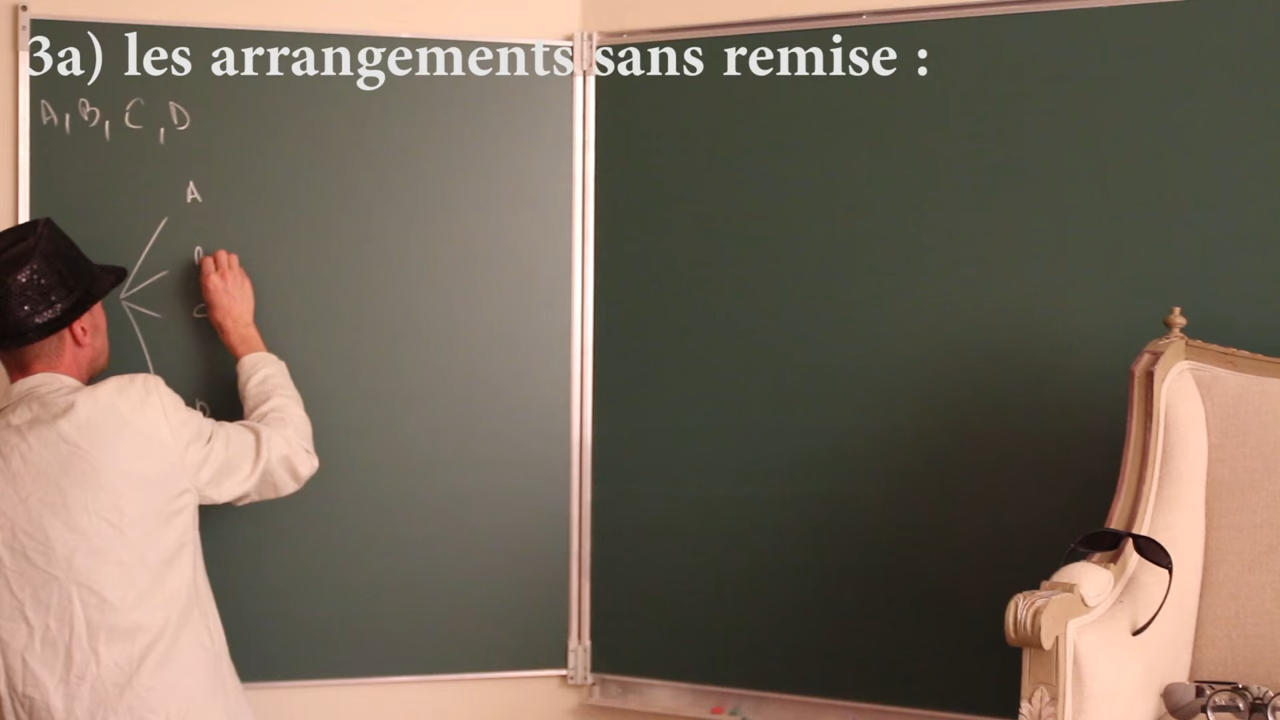 3a) les arrangements sans remise :
A, B, C, D
A
B
C
D